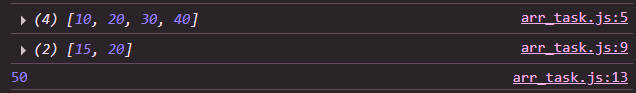 (4) [10, 20, 30, 40] arr_task.js:5
(2) [15, 20] arr_task.js:9
50 arr_task.js:13